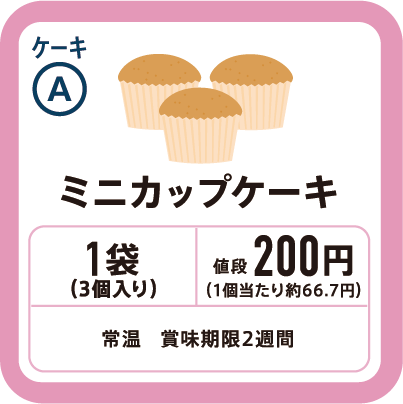 ケーキ
A
ミニカップケーキ
1袋
(3個入り)
値段 200円
(1個当たり約66.7円)
常温　賞味期限2週間